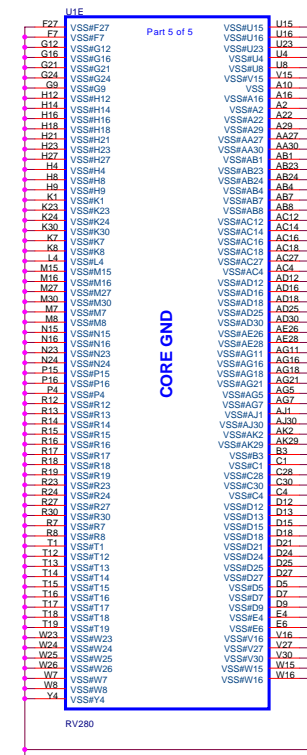 U1E
Part 5 of 5
F27 VSS#F27 VSS#U15 U15
F7 VSS#F7 VSS#U16 U16
G12 VSS#G12 VSS#U23 U23
G16 VSS#G16 VSS#U4 U4
G21 VSS#G21 VSS#U8 U8
G24 VSS#G24 VSS#V15 V15
G9 VSS#G9 VSS A10
H12 VSS#H12 VSS#A16 A16
H14 VSS#H14 VSS#A2 A2
H16 VSS#H16 VSS#A22 A22
H18 VSS#H18 VSS#A29 A29
H21 VSS#H21 VSS#AA27 AA27
H23 VSS#H23 VSS#AA30 AA30
H27 VSS#H27 VSS#AB1 AB1
H4 VSS#H4 VSS#AB23 AB23
H8 VSS#H8 VSS#AB24 AB24
H9 VSS#H9 VSS#AB4 AB4
K1 VSS#K1 VSS#AB7 AB7
K23 VSS#K23 VSS#AB8 AB8
K24 VSS#K24 VSS#AC12 AC12
K30 VSS#K30 VSS#AC14 AC14
K7 VSS#K7 VSS#AC16 AC16
K8 VSS#K8 VSS#AC18 AC18
L4 VSS#L4 VSS#AC27 AC27
M15 VSS#M15 VSS#AC4 AC4
M16 VSS#M16 VSS#AD12 AD12
M27 VSS#M27 VSS#AD16 AD16
M30 VSS#M30 VSS#AD18 AD18
M7 VSS#M7 VSS#AD25 AD25
M8 VSS#M8 VSS#AD30 AD30
N15 VSS#N15 VSS#AE26 AE26
N16 VSS#N16 VSS#AE28 AE28
N23 VSS#N23 VSS#AG11 AG11
N24 VSS#N24 VSS#AG16 AG16
P15 VSS#P15 VSS#AG18 AG18
P16 VSS#P16 VSS#AG21 AG21
P4 VSS#P4 VSS#AG5 AG5
R12 VSS#R12 VSS#AG7 AG7
R13 VSS#R13 VSS#AJ1 AJ1
R14 VSS#R14 VSS#AJ30 AJ30
R15 VSS#R15 VSS#AK2 AK2
R16 VSS#R16 VSS#AK29 AK29
R17 VSS#R17 VSS#B3 B3
R18 VSS#R18 VSS#C1 C1
R19 VSS#R19 VSS#C28 C28
R23 VSS#R23 VSS#C30 C30
R24 VSS#R24 VSS#C4 C4
R27 VSS#R27 VSS#D12 D12
R30 VSS#R30 VSS#D13 D13
R7 VSS#R7 VSS#D15 D15
R8 VSS#R8 VSS#D18 D18
T1 VSS#T1 VSS#D21 D21
T12 VSS#T12 VSS#D24 D24
T13 VSS#T13 VSS#D25 D25
T14 VSS#T14 VSS#D27 D27
T15 VSS#T15 VSS#D5 D5
T16 VSS#T16 VSS#D7 D7
T17 VSS#T17 VSS#D9 D9
T18 VSS#T18 VSS#E4 E4
T19 VSS#T19 VSS#E6 E6
W23 VSS#W23 VSS#V16 V16
W24 VSS#W24 VSS#V27 V27
W25 VSS#W25 VSS#V30 V30
W26 VSS#W26 VSS#W15 W15
W7 VSS#W7 VSS#W16 W16
W8 VSS#W8
Y4 VSS#Y4
CORE GND
RV280